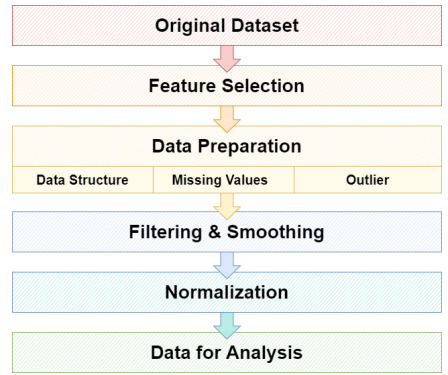 Original Dataset
Feature Selection
Data Preparation
Data Structure Missing Values Outlier
Filtering & Smoothing
Normalization
Data for Analysis